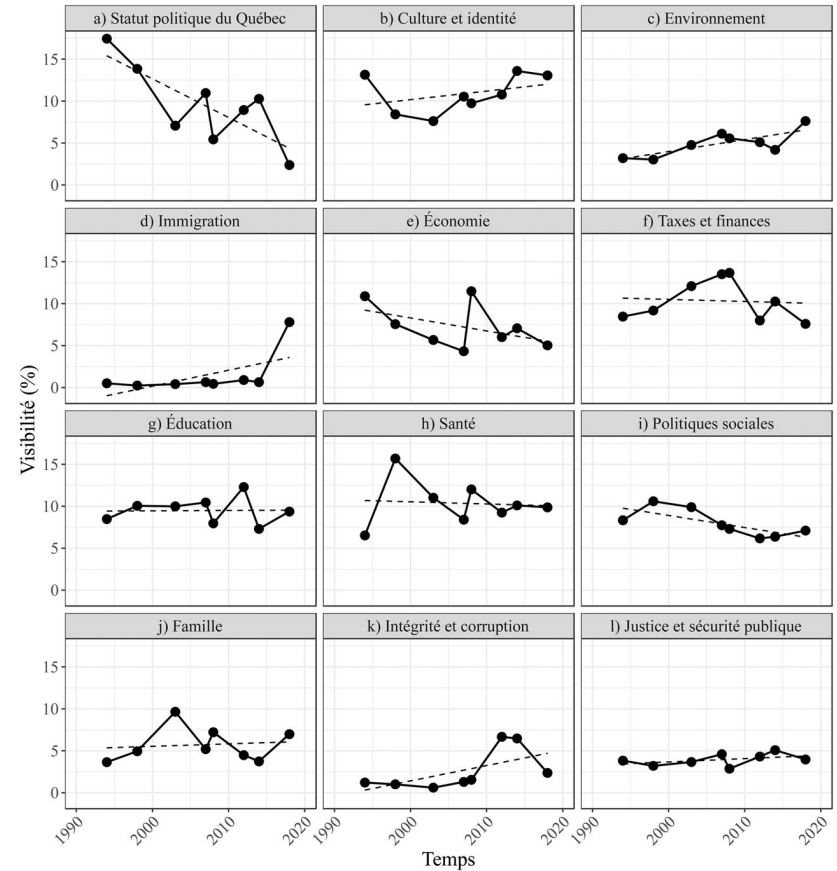 a) Statut politique du Québec
b) Culture et identité
c) Environnement
15
10
5
0
d) Immigration
e) Économie
f) Taxes et finances
15
10
5
0
g) Éducation
h) Santé
i) Politiques sociales
15
10
5
0
j) Famille
k) Intégrité et corruption
l) Justice et sécurité publique
15
10
5
0
Visibilité (%)
1990 2000 2010 2020 1990 2000 2010 2020 1990 2000 2010 2020
Temps